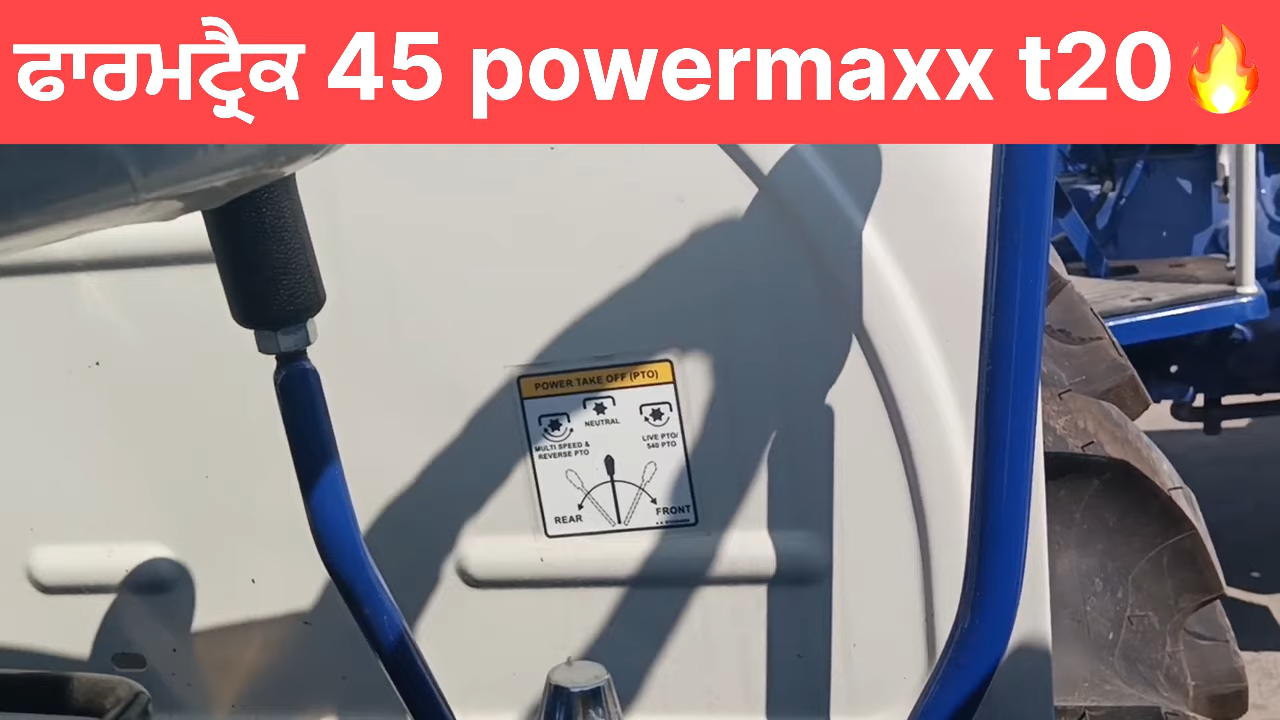 ਫਾਰਮਟ੍ਰੈਕ 45 powermaxx t20🔥
POWER TAKE OFF (PTO)
NEUTRAL
MULTI SPEED &
REVERSE PTO
LIVE PTO/
540 PTO
REAR
FRONT